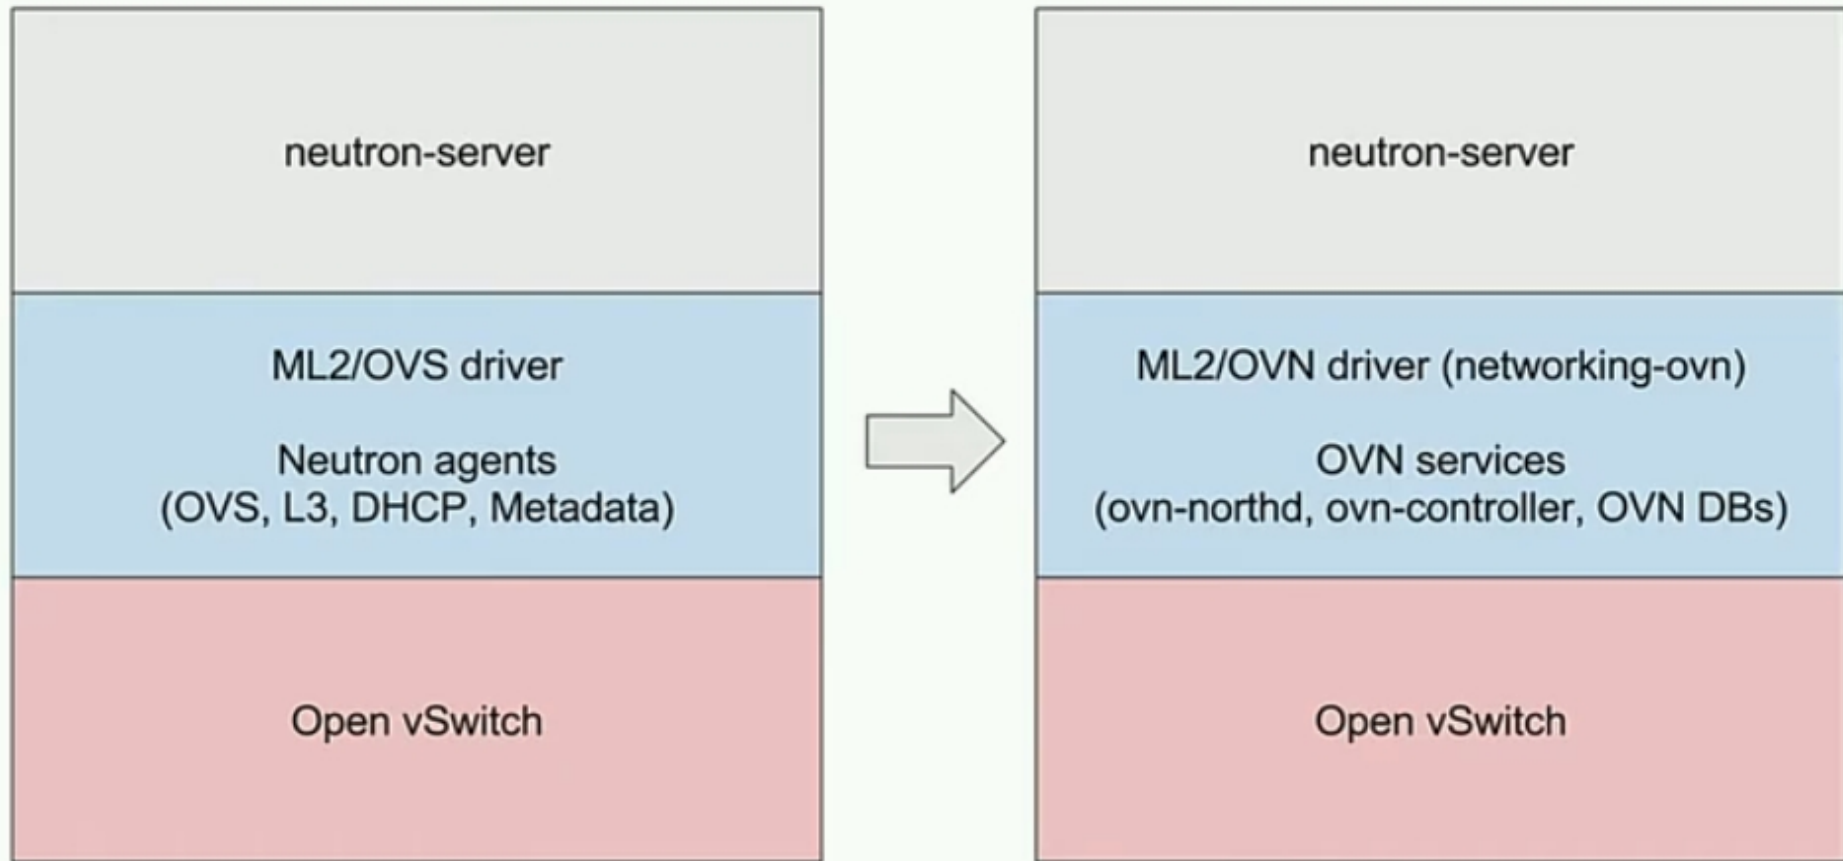 neutron-server
ML2/OVS driver
Neutron agents
(OVS, L3, DHCP, Metadata)
Open vSwitch
neutron-server
ML2/OVN driver (networking-ovn)
OVN services
(ovn-northd, ovn-controller, OVN DBs)
Open vSwitch